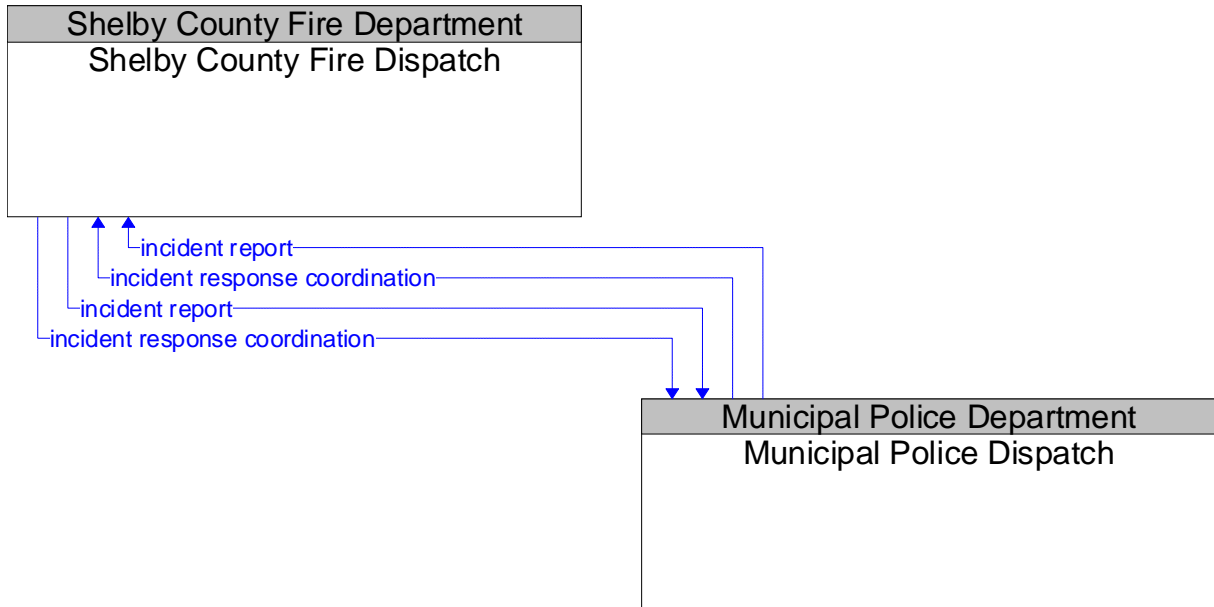 Shelby County Fire Department
Shelby County Fire Dispatch
incident report
incident response coordination
incident report
incident response coordination
Municipal Police Department
Municipal Police Dispatch